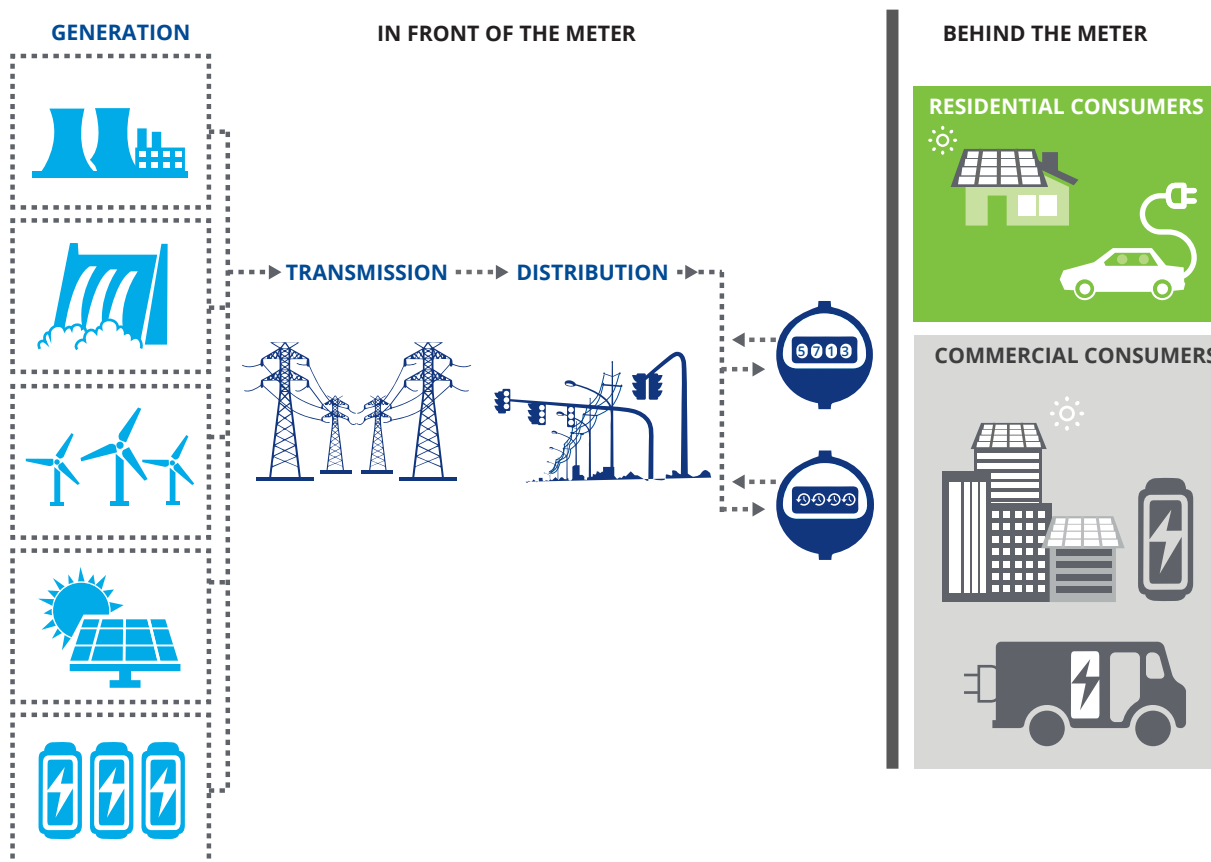 GENERATION
IN FRONT OF THE METER
BEHIND THE METER
RESIDENTIAL CONSUMERS
TRANSMISSION
DISTRIBUTION
5713
COMMERCIAL CONSUMERS